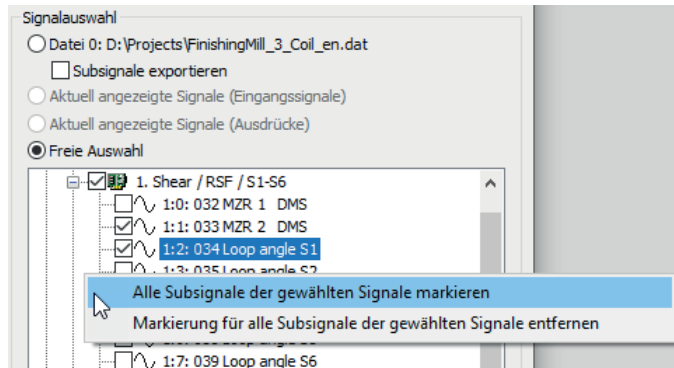 Signalauswahl
Datei 0: D:\Projects\FinishingMill_3_Coil_en.dat
Subsignale exportieren
Aktuell angezeigte Signale (Eingangssignale)
Aktuell angezeigte Signale (Ausdrücke)
Freie Auswahl
1. Shear / RSF / S1-S6
1:0: 032 MZR 1 DMS
1:1: 033 MZR 2 DMS
1:2: 034 Loop angle S1
1:3: 035 Loop angle S2
Alle Subsignale der gewählten Signale markieren
Markierung für alle Subsignale der gewählten Signale entfernen
1:7: 039 Loop angle S6